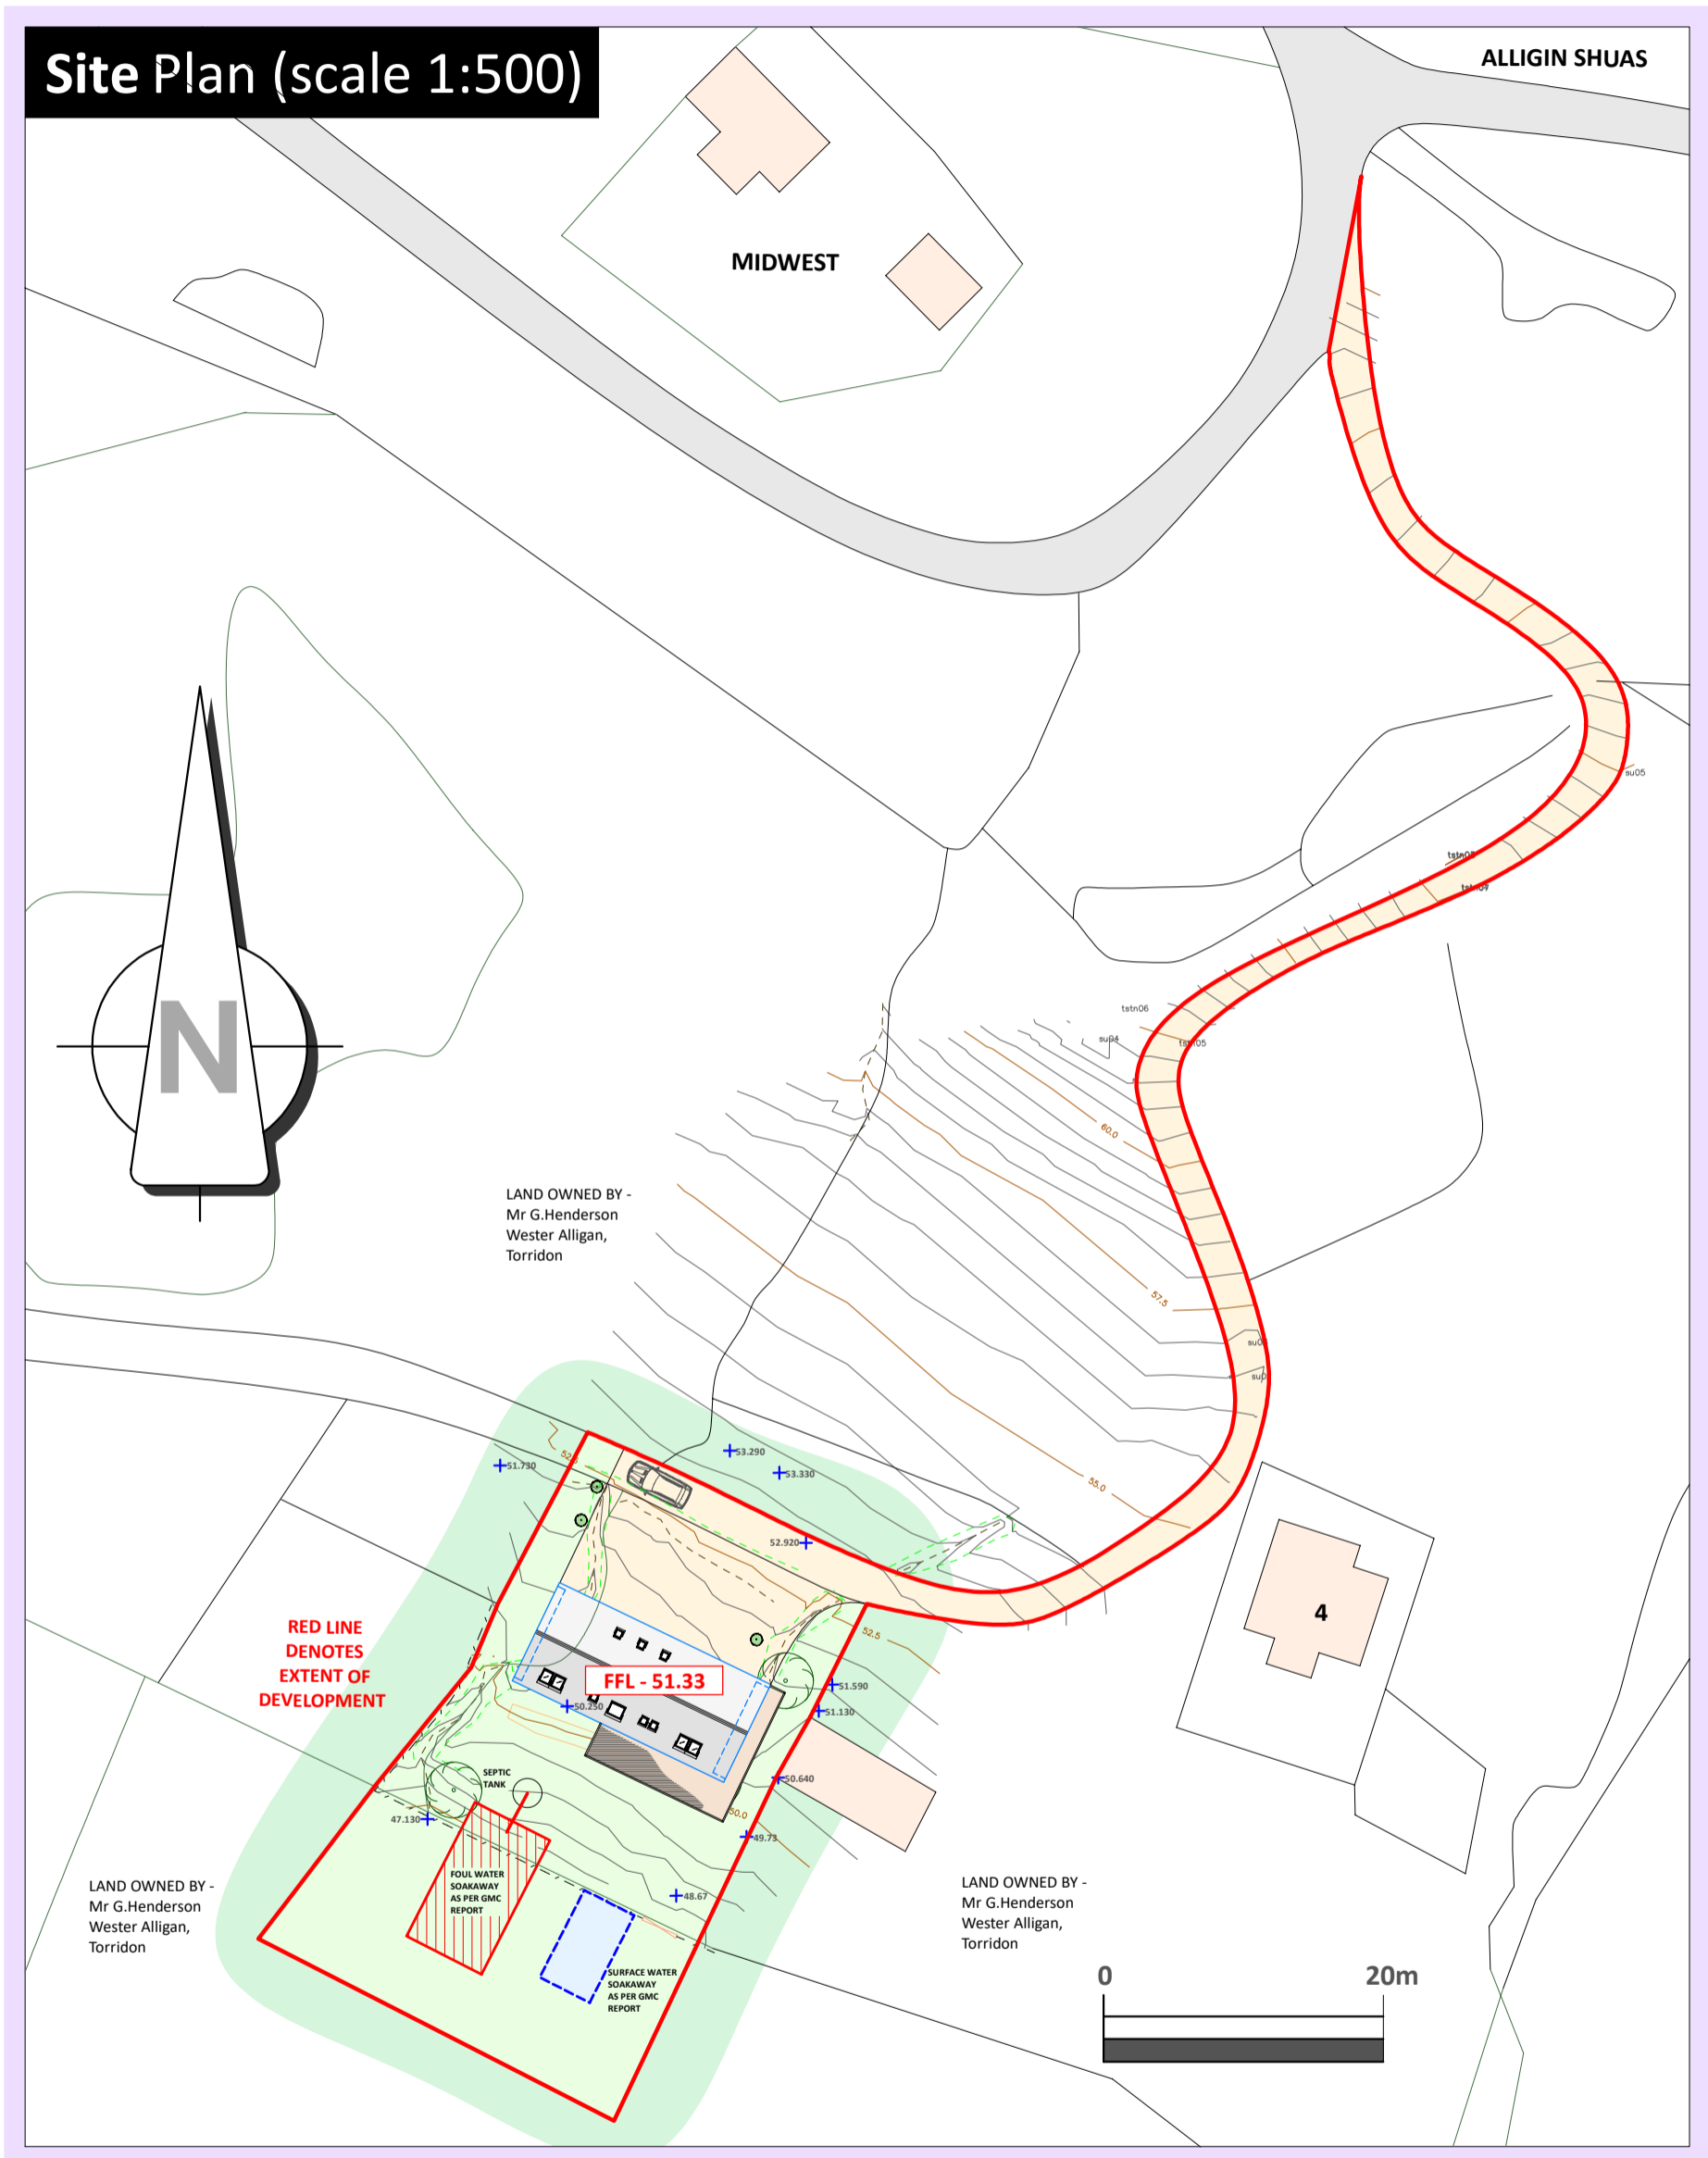 Site Plan (scale 1:500)
ALLIGIN SHUAS
MIDWEST
su05
tstn04
tstn06
su04
tstn05
60.0
N
LAND OWNED BY -
Mr G.Henderson
Wester Alligan,
Torridon
57.5
55.0
53.290
51.730
53.330
52.920
4
RED LINE
DENOTES
EXTENT OF
DEVELOPMENT
52.5
FFL - 51.33
51.590
50.250
51.130
SEPTIC
TANK
50.640
50.0
47.130
49.73
FOUL WATER
SOAKAWAY
AS PER GMC
REPORT
48.67
LAND OWNED BY -
Mr G.Henderson
Wester Alligan,
Torridon
LAND OWNED BY -
Mr G.Henderson
Wester Alligan,
Torridon
SURFACE WATER
SOAKAWAY
AS PER GMC
REPORT
0 20m